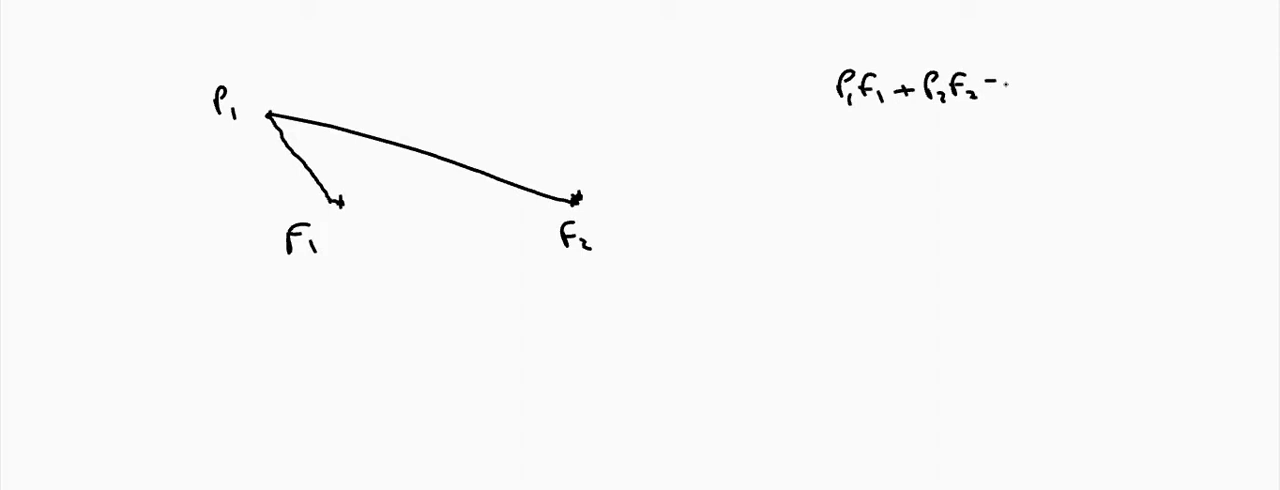 P₁
F₁
F₂
P₁F₁ + P₂F₂ -